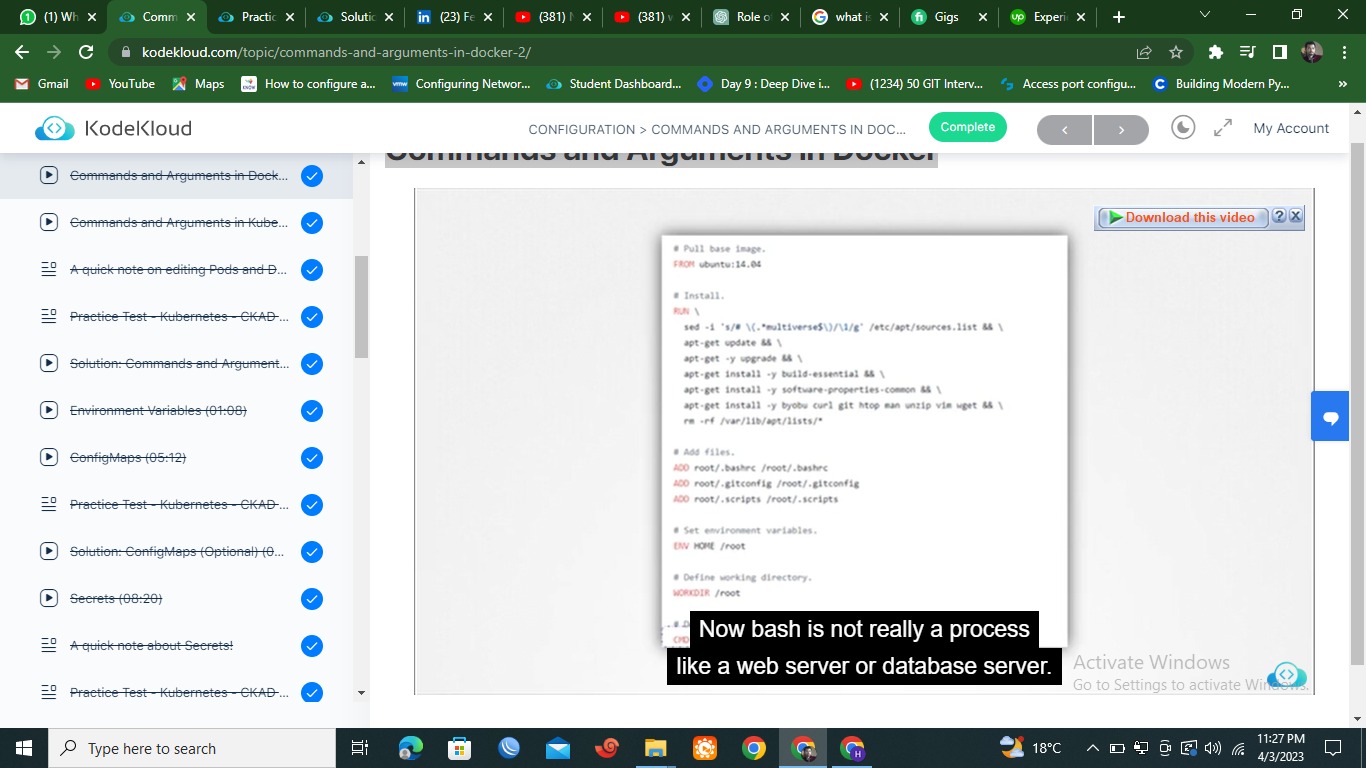 (1) Wh
Comm
Practic
Soluti
(23) Fe
(381) N
(381) w
Role of
what is
Gigs
Experi
kodekloud.com/topic/commands-and-arguments-in-docker-2/
Gmail
YouTube
Maps
How to configure a...
Configuring Networ...
Student Dashboard...
Day 9 : Deep Dive i...
(1234) 50 GIT Interv...
Access port configu...
Building Modern Py...
»
KodeKloud
CONFIGURATION > COMMANDS AND ARGUMENTS IN DOC...
Complete
My Account
Commands and Arguments in Docker
Commands and Arguments in Dock...
Commands and Arguments in Kube...
A quick note on editing Pods and D...
Practice Test - Kubernetes - CKAD ...
Solution: Commands and Argument...
Environment Variables (01:08)
ConfigMaps (05:12)
Practice Test - Kubernetes - CKAD ...
Solution: ConfigMaps (Optional) (0...
Secrets (08:20)
A quick note about Secrets!
Practice Test - Kubernetes - CKAD ...
Download this video
?
X
# Pull base image.
FROM ubuntu:14.04
# Install.
RUN \
sed -i 's/# \(.*multiverse$\)/\1/g' /etc/apt/sources.list && \
apt-get update && \
apt-get -y upgrade && \
apt-get install -y build-essential && \
apt-get install -y software-properties-common && \
apt-get install -y byobu curl git htop man unzip vim wget && \
rm -rf /var/lib/apt/lists/*
# Add files.
ADD root/.bashrc /root/.bashrc
ADD root/.gitconfig /root/.gitconfig
ADD root/.scripts /root/.scripts
# Set environment variables.
ENV HOME /root
# Define working directory.
WORKDIR /root
# D
CMD
Now bash is not really a process
like a web server or database server.
Activate Windows
Go to Settings to activate Windows.
Type here to search
18°C
11:27 PM
4/3/2023